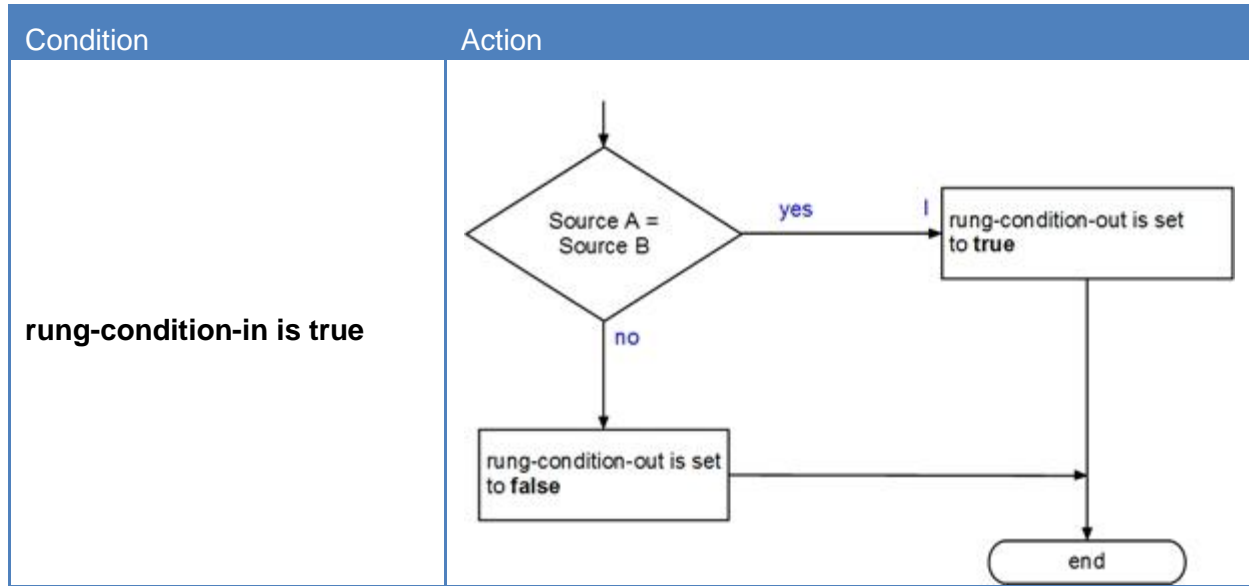 Condition
Action
rung-condition-in is true
Source A =
Source B
yes
I
rung-condition-out is set
to true
no
rung-condition-out is set
to false
end